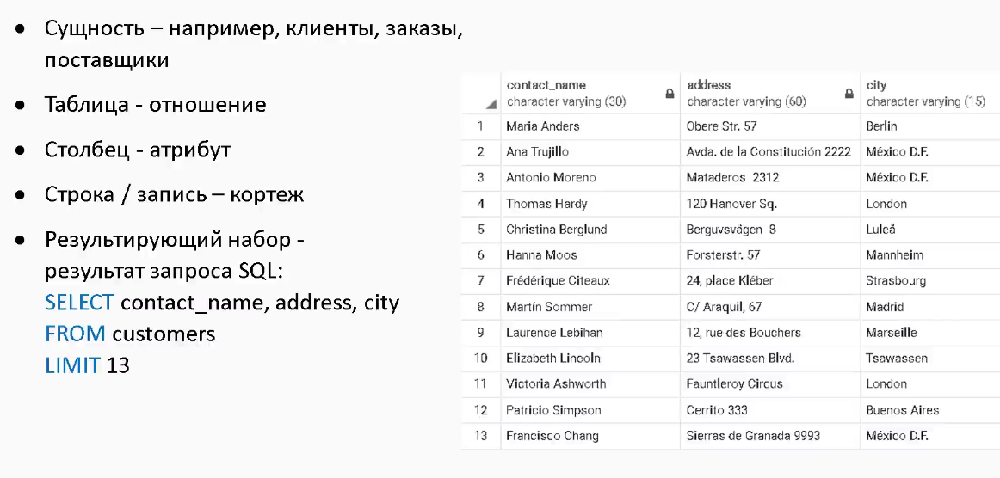 • Сущность – например, клиенты, заказы,
поставщики
• Таблица - отношение
• Столбец - атрибут
• Строка / запись – кортеж
• Результирующий набор -
результат запроса SQL:
SELECT contact_name, address, city
FROM customers
LIMIT 13
contact_name address city
character varying (30) character varying (60) character varying (15)
1 Maria Anders Obere Str. 57 Berlin
2 Ana Trujillo Avda. de la Constitución 2222 México D.F.
3 Antonio Moreno Mataderos 2312 México D.F.
4 Thomas Hardy 120 Hanover Sq. London
5 Christina Berglund Berguvsvägen 8 Luleå
6 Hanna Moos Forsterstr. 57 Mannheim
7 Frédérique Citeaux 24, place Kléber Strasbourg
8 Martín Sommer C/ Araquil, 67 Madrid
9 Laurence Lebihan 12, rue des Bouchers Marseille
10 Elizabeth Lincoln 23 Tsawassen Blvd. Tsawassen
11 Victoria Ashworth Fauntleroy Circus London
12 Patricio Simpson Cerrito 333 Buenos Aires
13 Francisco Chang Sierras de Granada 9993 México D.F.